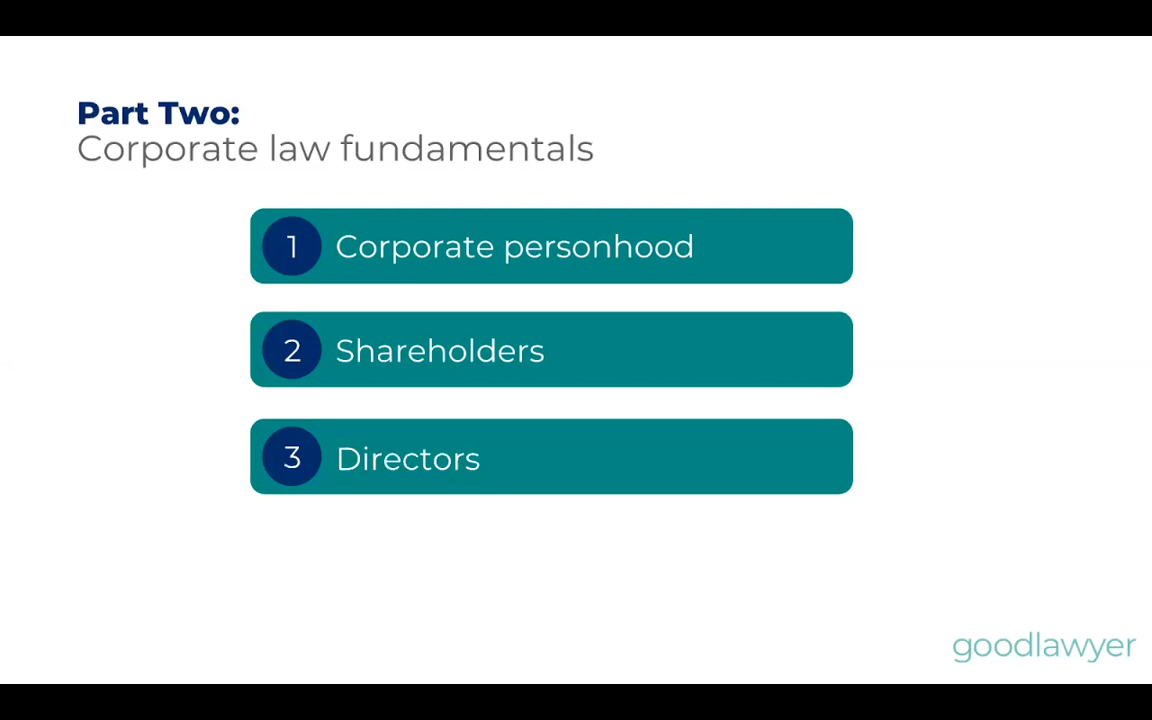 Part Two:
Corporate law fundamentals
1 Corporate personhood
2 Shareholders
3 Directors
goodlawyer